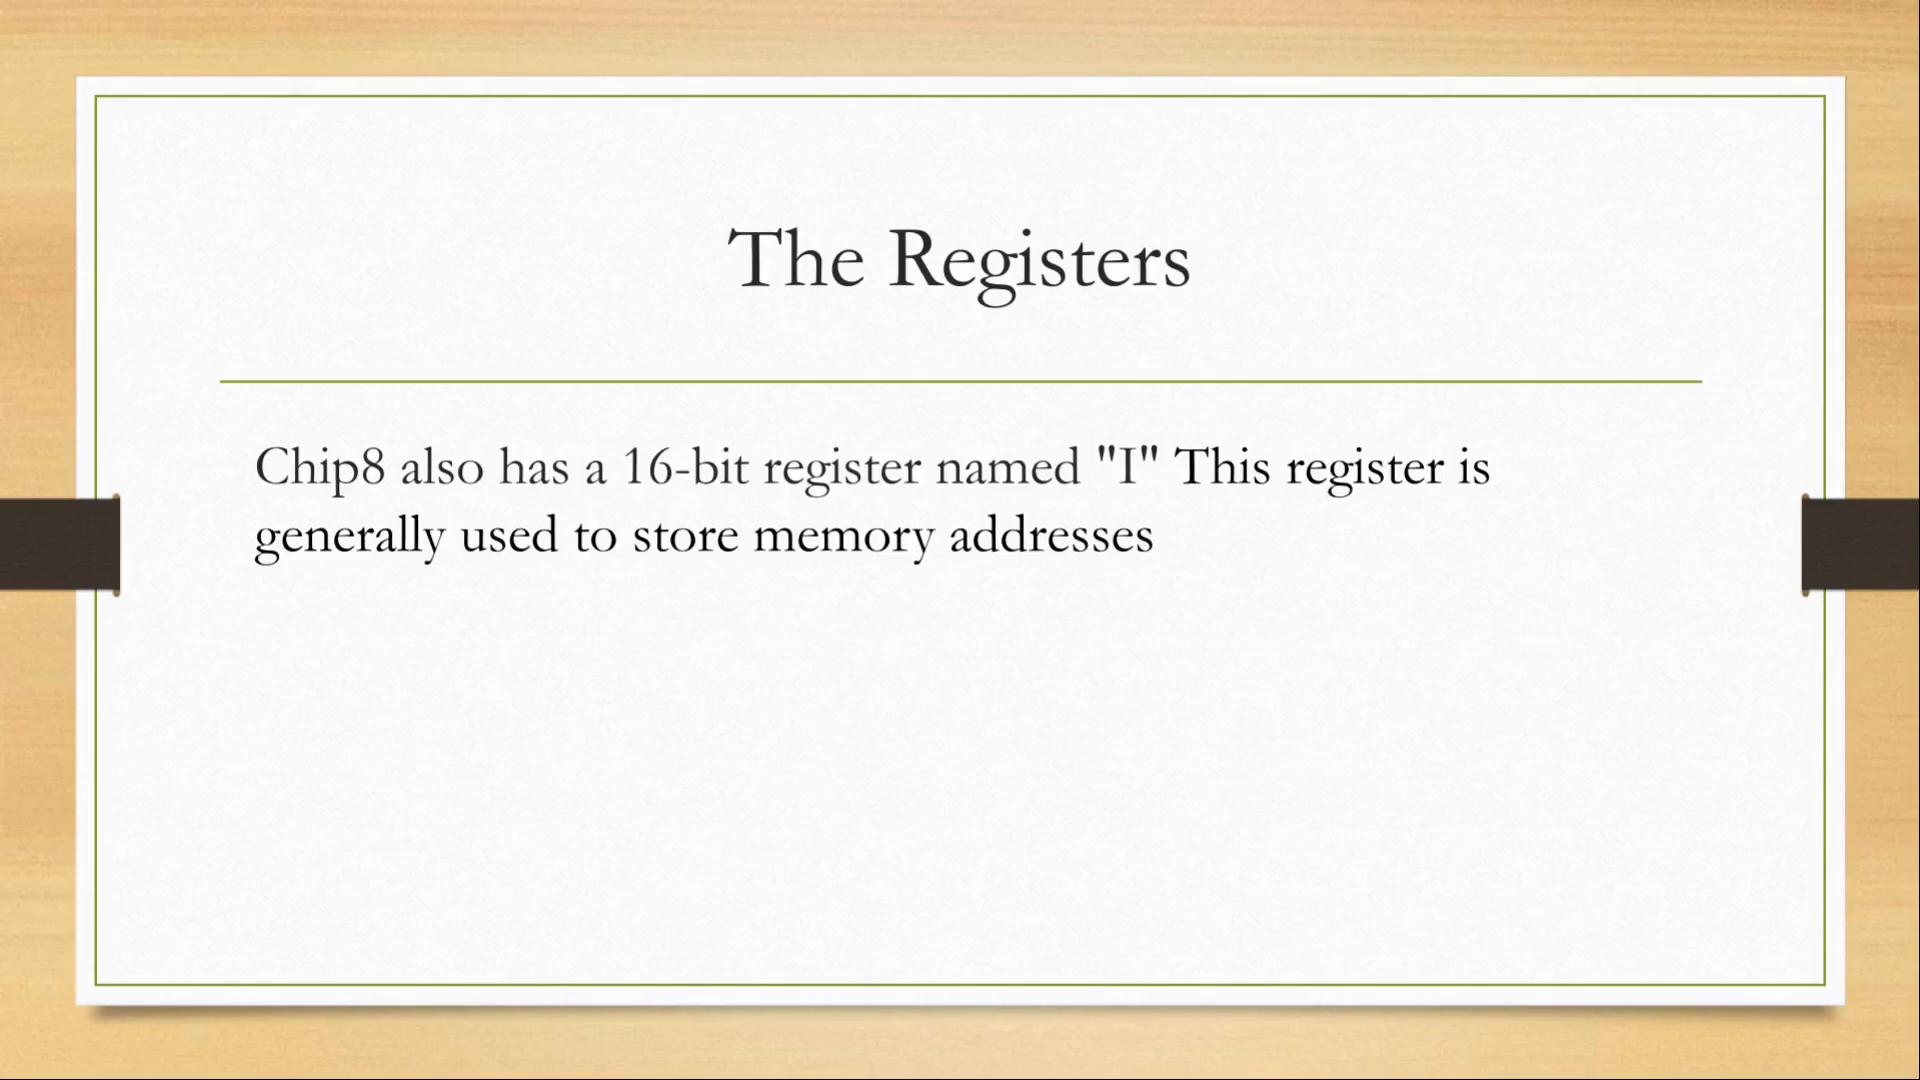 The Registers
Chip8 also has a 16-bit register named "I" This register is
generally used to store memory addresses